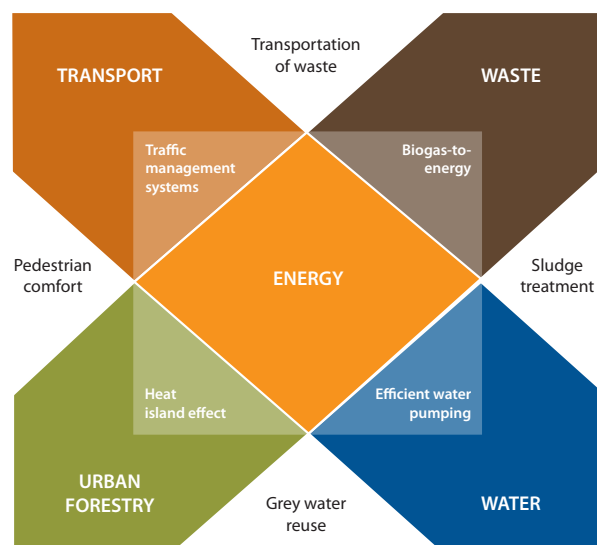 Transportation
of waste
TRANSPORT
WASTE
Traffic
management
systems
Biogas-to-
energy
Pedestrian
comfort
ENERGY
Sludge
treatment
Heat
island effect
Efficient water
pumping
URBAN
FORESTRY
Grey water
reuse
WATER